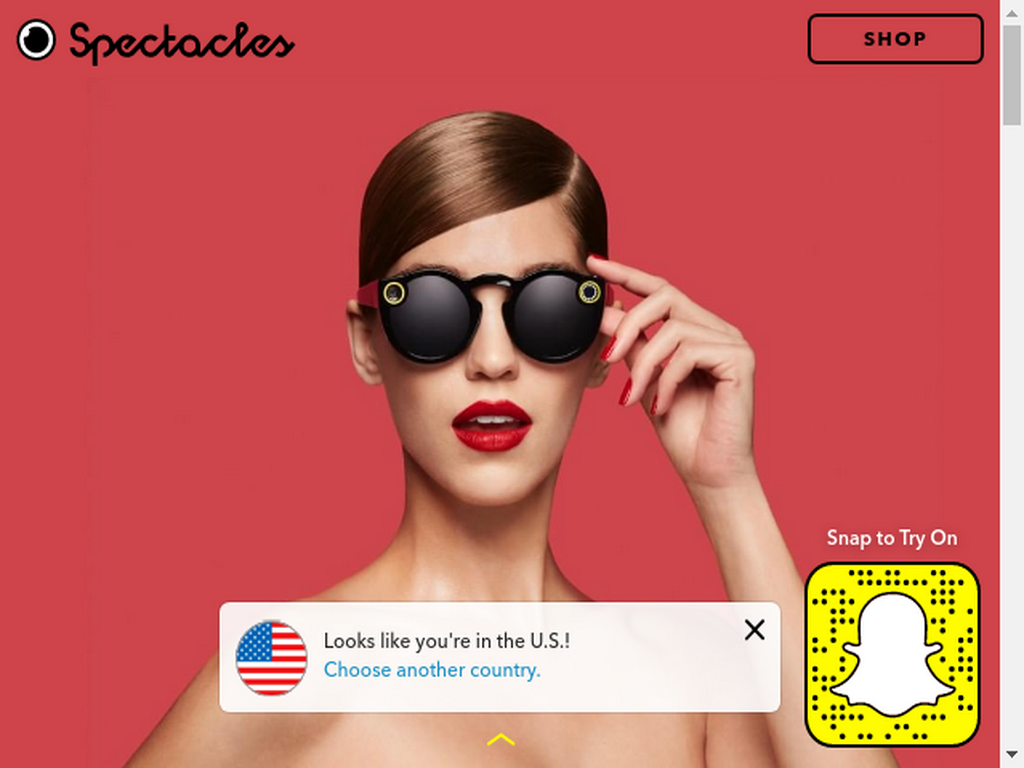 Spectacles
SHOP
Snap to Try On
Looks like you're in the U.S.!
Choose another country.